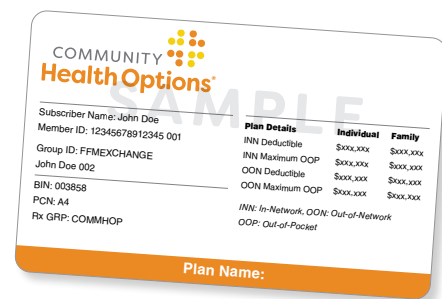 COMMUNITY
HealthOptions®
SAMPLE
Subscriber Name: John Doe
Member ID: 12345678912345 001
Group ID: FFMEXCHANGE
John Doe 002
BIN: 003858
PCN: A4
Rx GRP: COMMHOP
Plan Details Individual Family
INN Deductible $xxx,xxx $xxx,xxx
INN Maximum OOP $xxx,xxx $xxx,xxx
OON Deductible $xxx,xxx $xxx,xxx
OON Maximum OOP $xxx,xxx $xxx,xxx
INN: In-Network, OON: Out-of-Network
OOP: Out-of-Pocket
Plan Name: